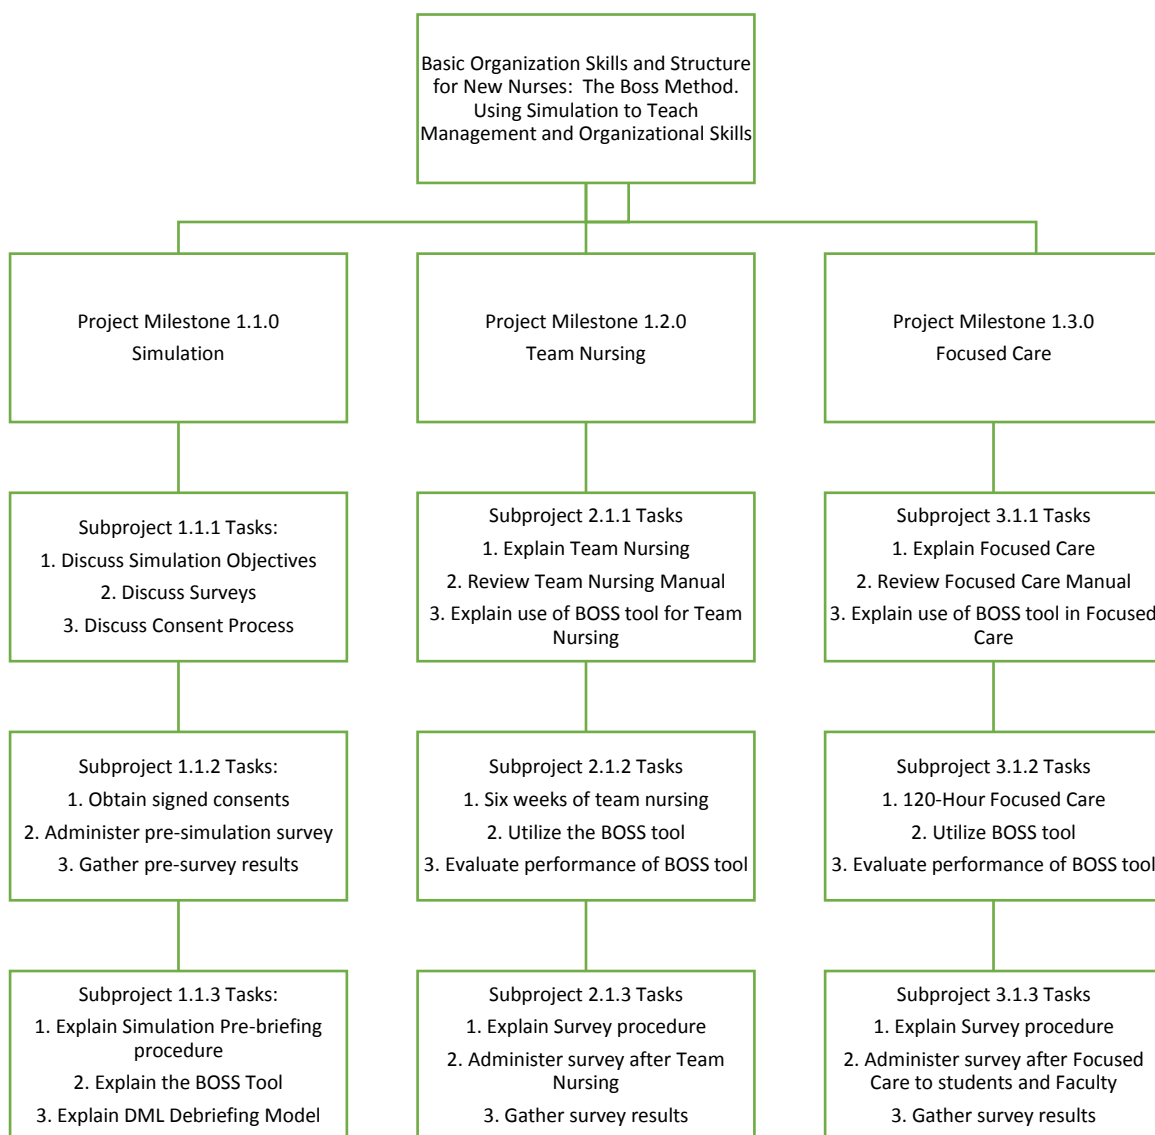 Basic Organization Skills and Structure
for New Nurses:  The Boss Method.
Using Simulation to Teach
Management and Organizational Skills
Project Milestone 1.1.0
Simulation
Project Milestone 1.2.0
Team Nursing
Project Milestone 1.3.0
Focused Care
Subproject 1.1.1 Tasks:
1. Discuss Simulation Objectives
2. Discuss Surveys
3. Discuss Consent Process
Subproject 2.1.1 Tasks
1. Explain Team Nursing
2. Review Team Nursing Manual
3. Explain use of BOSS tool for Team
Nursing
Subproject 3.1.1 Tasks
1. Explain Focused Care
2. Review Focused Care Manual
3. Explain use of BOSS tool in Focused
Care
Subproject 1.1.2 Tasks:
1. Obtain signed consents
2. Administer pre-simulation survey
3. Gather pre-survey results
Subproject 2.1.2 Tasks
1. Six weeks of team nursing
2. Utilize the BOSS tool
3. Evaluate performance of BOSS tool
Subproject 3.1.2 Tasks
1. 120-Hour Focused Care
2. Utilize BOSS tool
3. Evaluate performance of BOSS tool
Subproject 1.1.3 Tasks:
1. Explain Simulation Pre-briefing
procedure
2. Explain the BOSS Tool
3. Explain DML Debriefing Model
Subproject 2.1.3 Tasks
1. Explain Survey procedure
2. Administer survey after Team
Nursing
3. Gather survey results
Subproject 3.1.3 Tasks
1. Explain Survey procedure
2. Administer survey after Focused
Care to students and Faculty
3. Gather survey results